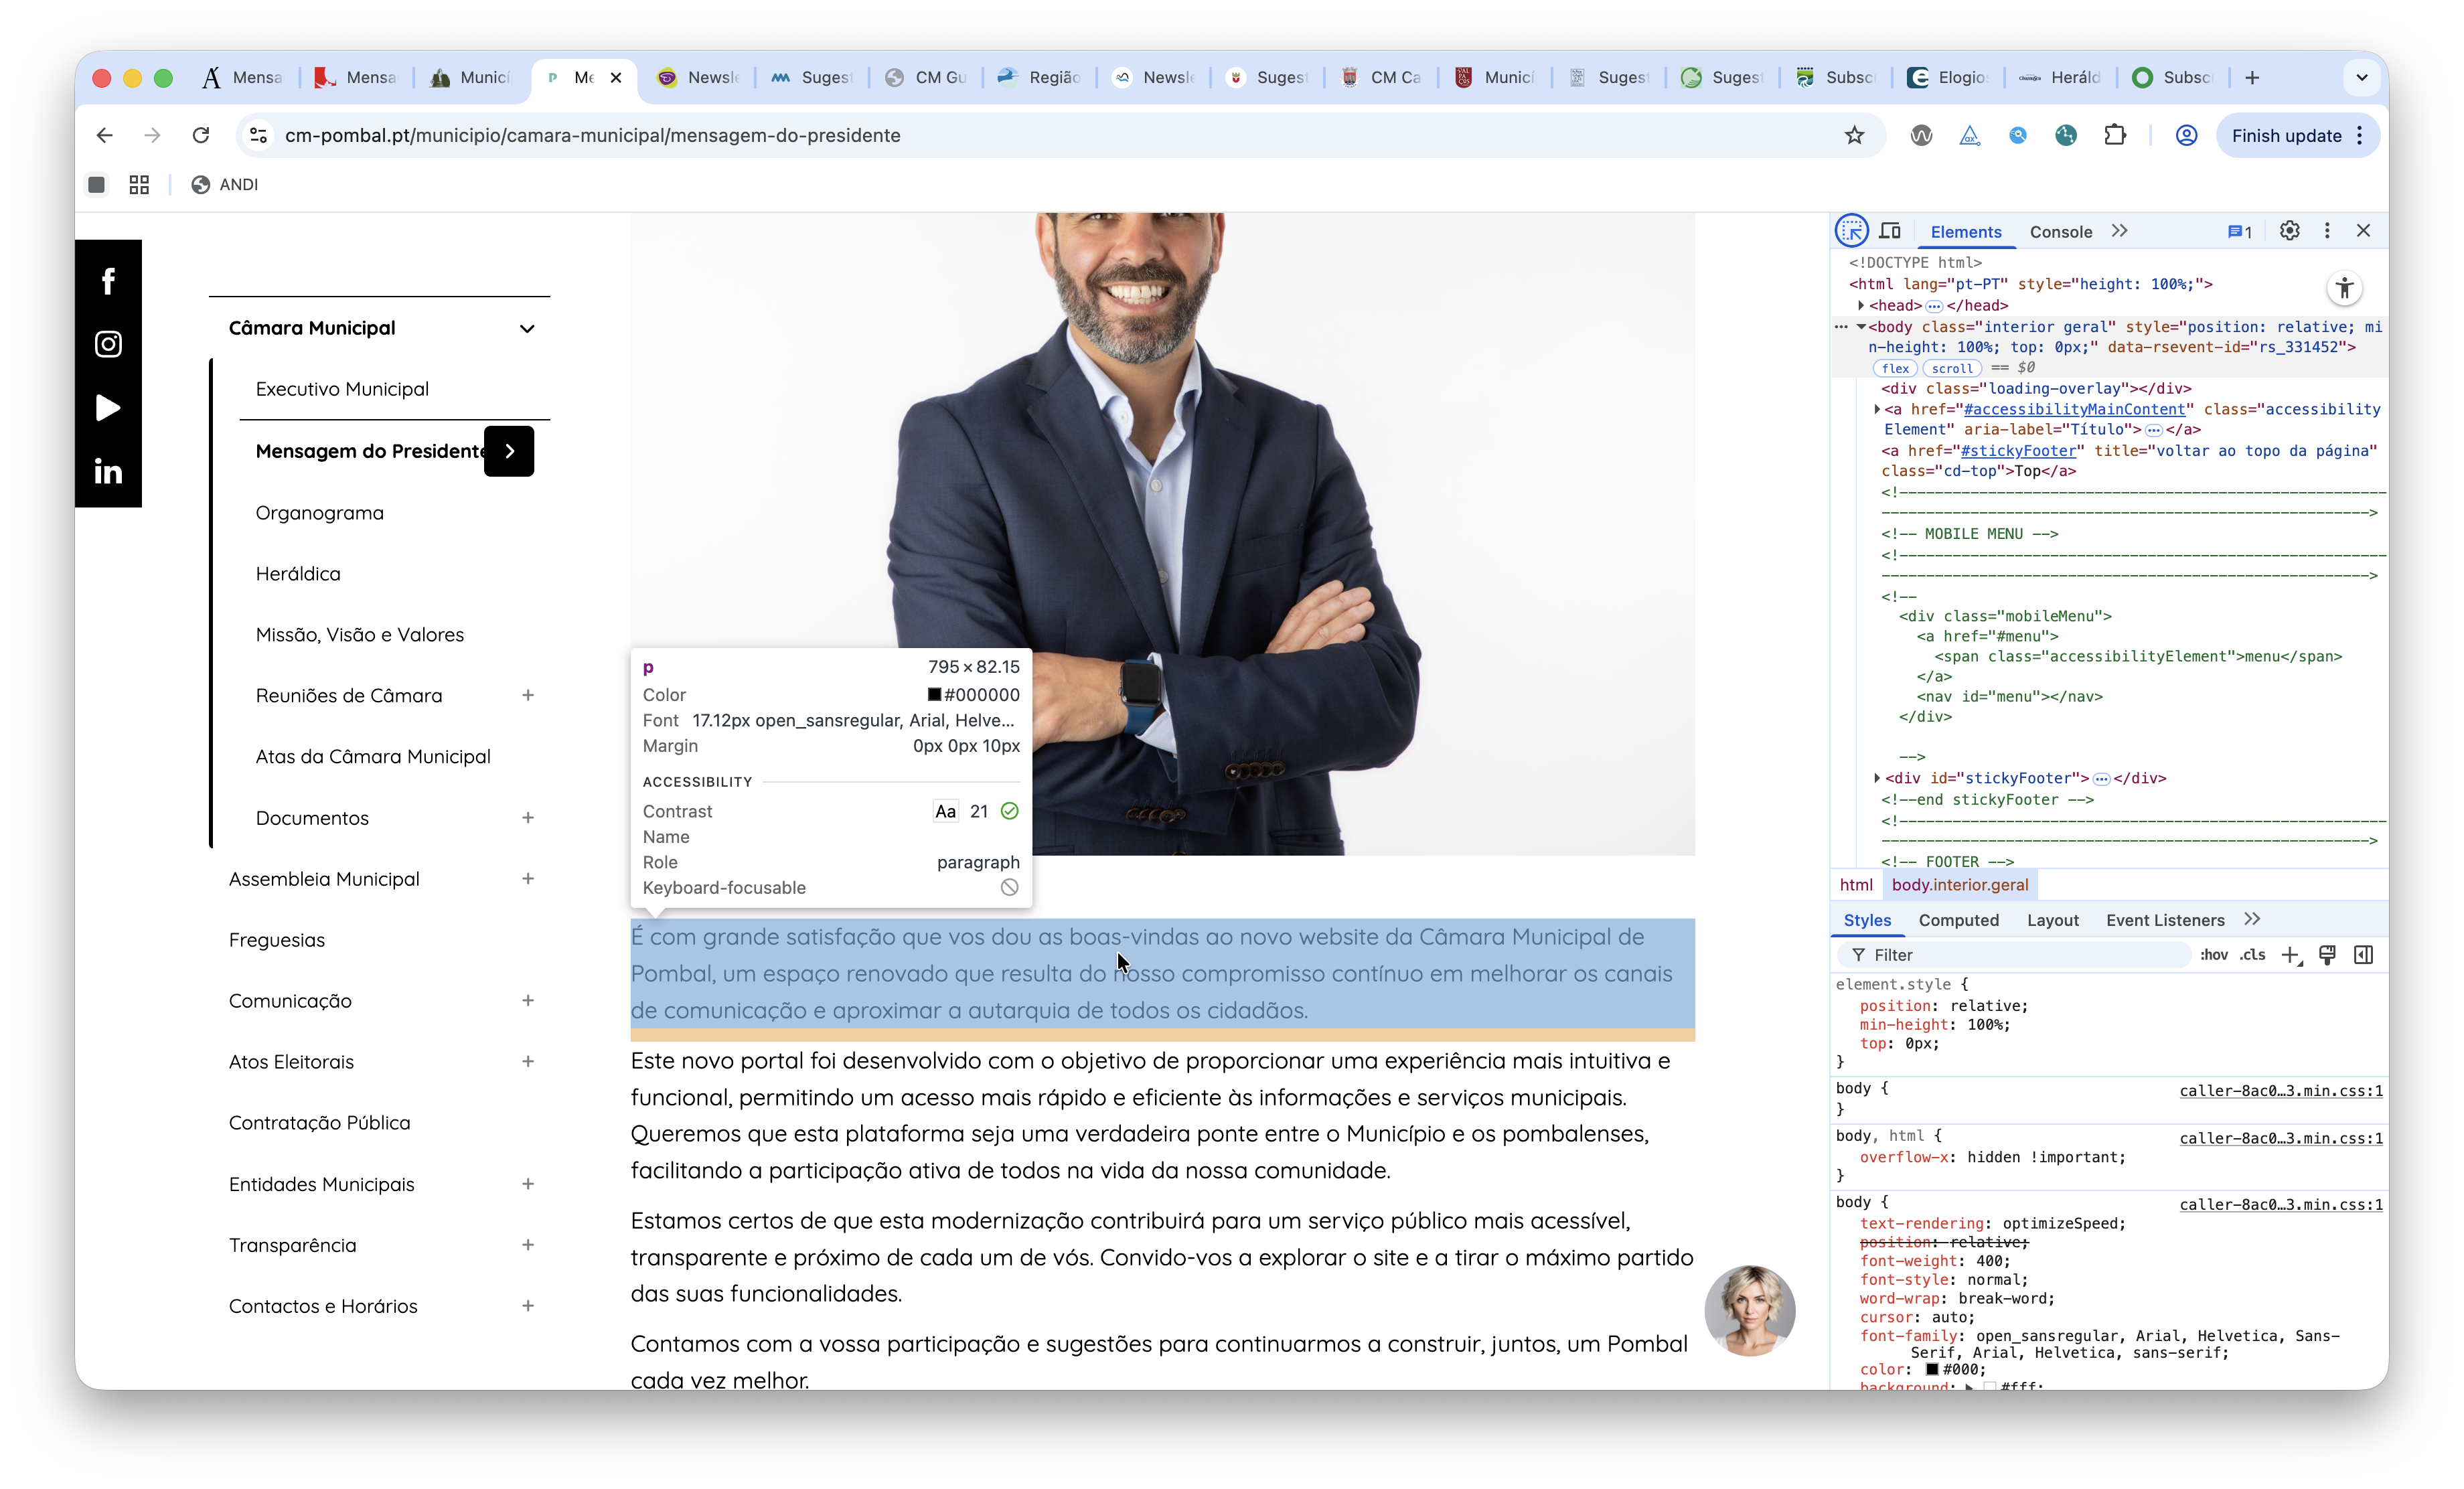 Mensa
Mensa
Municí
Me
Newsle
Sugest
CM Gu
Região
Newsle
Sugest
CM Ca
Municí
Sugest
Sugest
Subsc
Elogios
Heráld
Subsc
cm-pombal.pt/municipio/camara-municipal/mensagem-do-presidente
Finish update
ANDI
Câmara Municipal
Executivo Municipal
Mensagem do Presidente
Organograma
Heráldica
Missão, Visão e Valores
Reuniões de Câmara +
Atas da Câmara Municipal
Documentos +
Assembleia Municipal +
Freguesias
Comunicação +
Atos Eleitorais +
Contratação Pública
Entidades Municipais +
Transparência +
Contactos e Horários +
p 795 × 82.15
Color #000000
Font 17.12px open_sansregular, Arial, Helve...
Margin 0px 0px 10px
ACCESSIBILITY
Contrast Aa 21
Name
Role paragraph
Keyboard-focusable
É com grande satisfação que vos dou as boas-vindas ao novo website da Câmara Municipal de
Pombal, um espaço renovado que resulta do nosso compromisso contínuo em melhorar os canais
de comunicação e aproximar a autarquia de todos os cidadãos.
Este novo portal foi desenvolvido com o objetivo de proporcionar uma experiência mais intuitiva e
funcional, permitindo um acesso mais rápido e eficiente às informações e serviços municipais.
Queremos que esta plataforma seja uma verdadeira ponte entre o Município e os pombalenses,
facilitando a participação ativa de todos na vida da nossa comunidade.
Estamos certos de que esta modernização contribuirá para um serviço público mais acessível,
transparente e próximo de cada um de vós. Convido-vos a explorar o site e a tirar o máximo partido
das suas funcionalidades.
Contamos com a vossa participação e sugestões para continuarmos a construir, juntos, um Pombal
cada vez melhor.
Elements Console 1
<!DOCTYPE html>
<html lang="pt-PT" style="height: 100%;">
<head> ... </head>
<body class="interior geral" style="position: relative; mi
n-height: 100%; top: 0px;" data-rsevent-id="rs_331452">
flex scroll == $0
<div class="loading-overlay"></div>
<a href="#accessibilityMainContent" class="accessibility
Element" aria-label="Título"> ... </a>
<a href="#stickyFooter" title="voltar ao topo da página"
class="cd-top">Top</a>
<!-------------------------------------------------------
------------------------------------------------------->
<!-- MOBILE MENU -->
<!-------------------------------------------------------
------------------------------------------------------->
<!--
<div class="mobileMenu">
<a href="#menu">
<span class="accessibilityElement">menu</span>
</a>
<nav id="menu"></nav>
</div>
-->
<div id="stickyFooter"> ... </div>
<!--end stickyFooter -->
<!-------------------------------------------------------
------------------------------------------------------->
<!-- FOOTER -->
html body.interior.geral
Styles Computed Layout Event Listeners
Filter :hov .cls
element.style {
position: relative;
min-height: 100%;
top: 0px;
}
body { caller-8ac0…3.min.css:1
}
body, html { caller-8ac0…3.min.css:1
overflow-x: hidden !important;
}
body { caller-8ac0…3.min.css:1
text-rendering: optimizeSpeed;
position: relative;
font-weight: 400;
font-style: normal;
word-wrap: break-word;
cursor: auto;
font-family: open_sansregular, Arial, Helvetica, Sans-
Serif, Arial, Helvetica, sans-serif;
color: #000;
background: #fff;